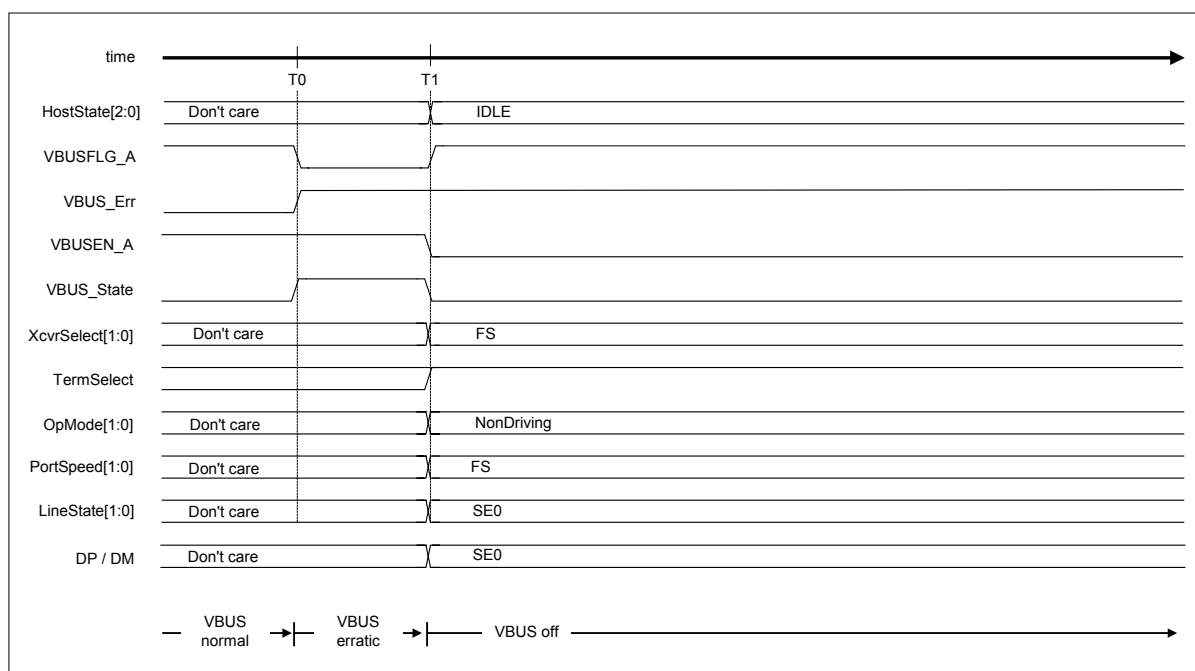 time
T0 T1
HostState[2:0] Don't care IDLE
VBUSFLG_A
VBUS_Err
VBUSEN_A
VBUS_State
XcvrSelect[1:0] Don't care FS
TermSelect
OpMode[1:0] Don't care NonDriving
PortSpeed[1:0] Don't care FS
LineState[1:0] Don't care SE0
DP / DM Don't care SE0
VBUS normal
VBUS erratic
VBUS off